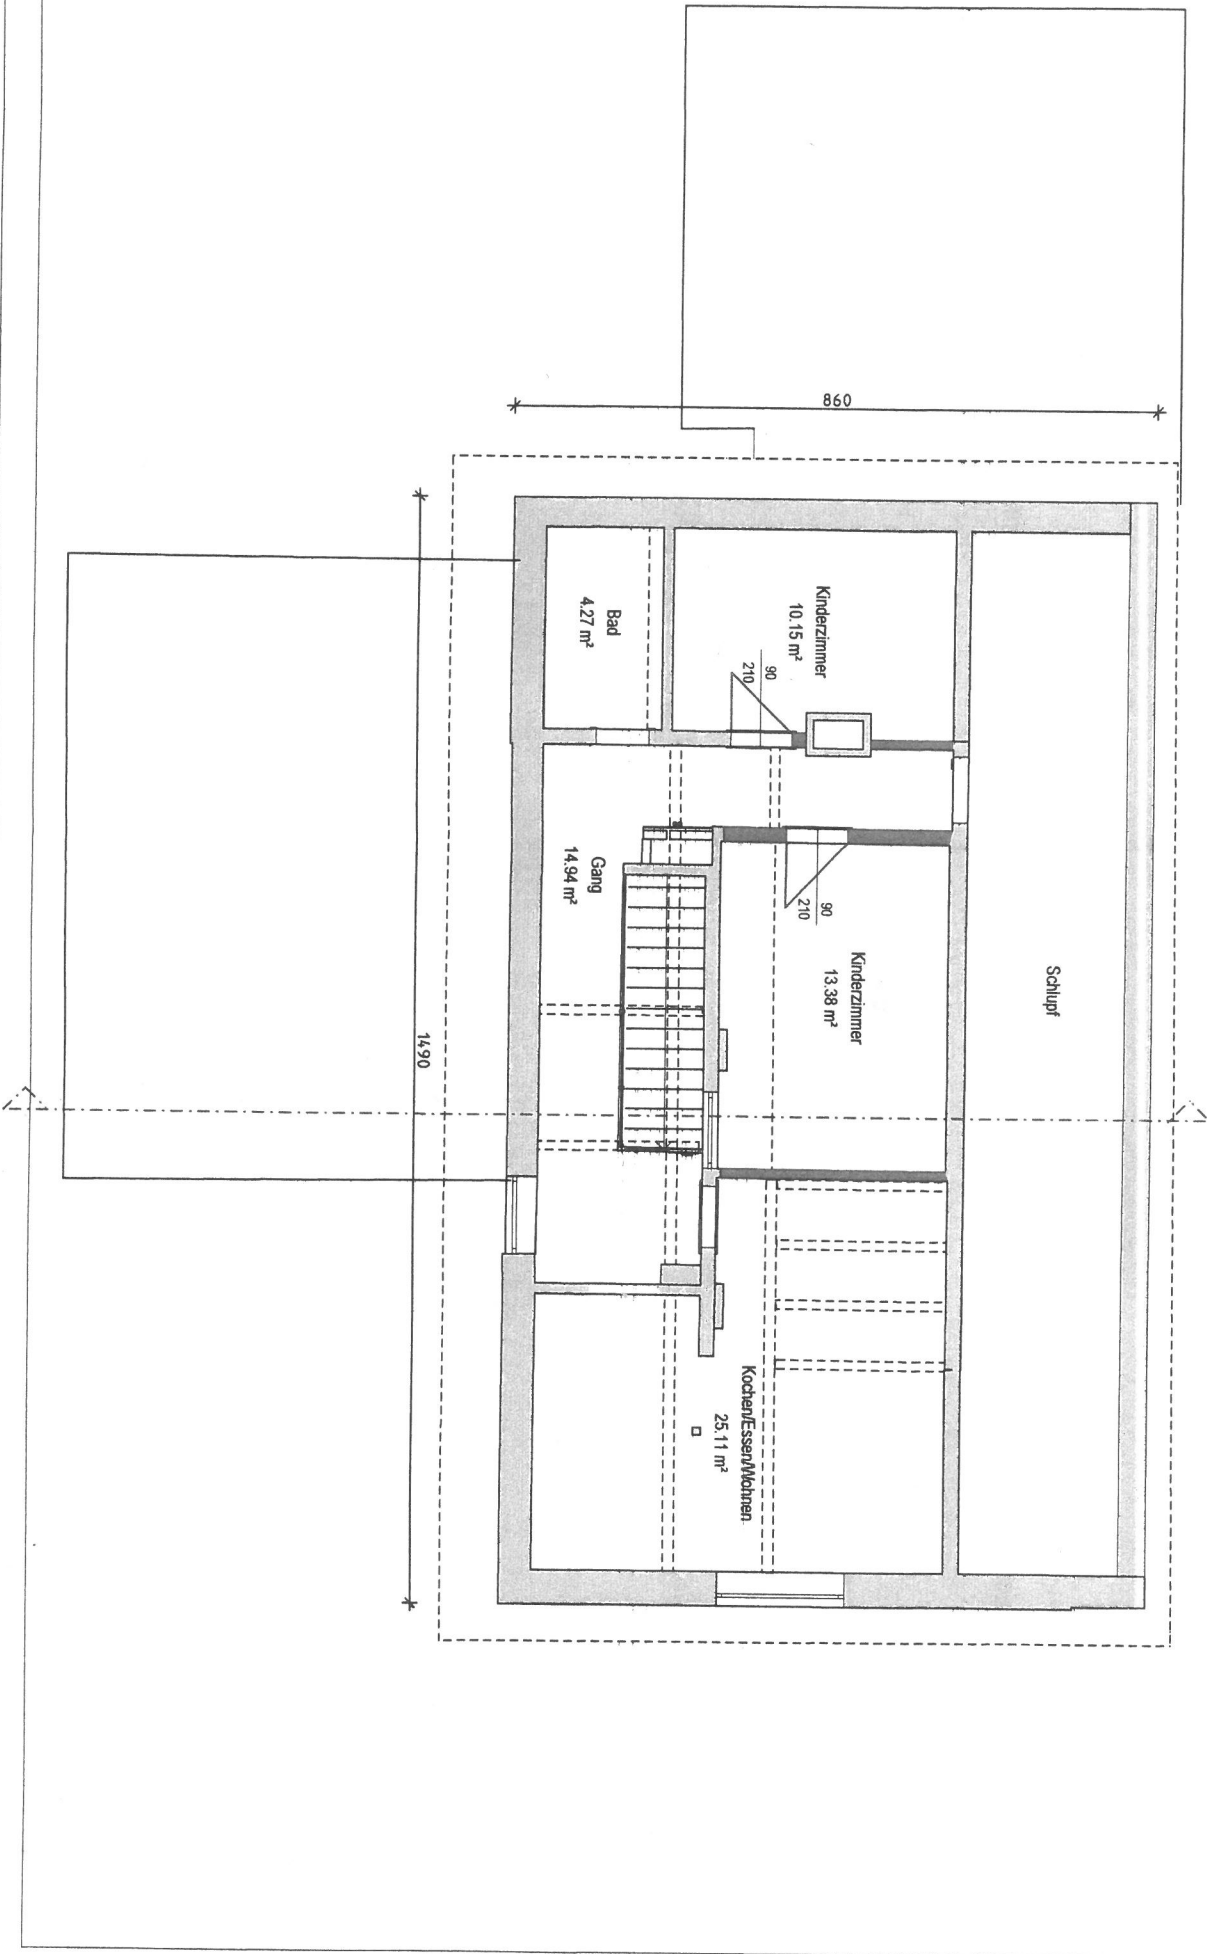 860
1490
Schlupf
Kinderzimmer
10.15 m²
90
210
Kinderzimmer
13.38 m²
90
210
Bad
4.27 m²
Gang
14.94 m²
Kochen/Essen/Wohnen
25.11 m²